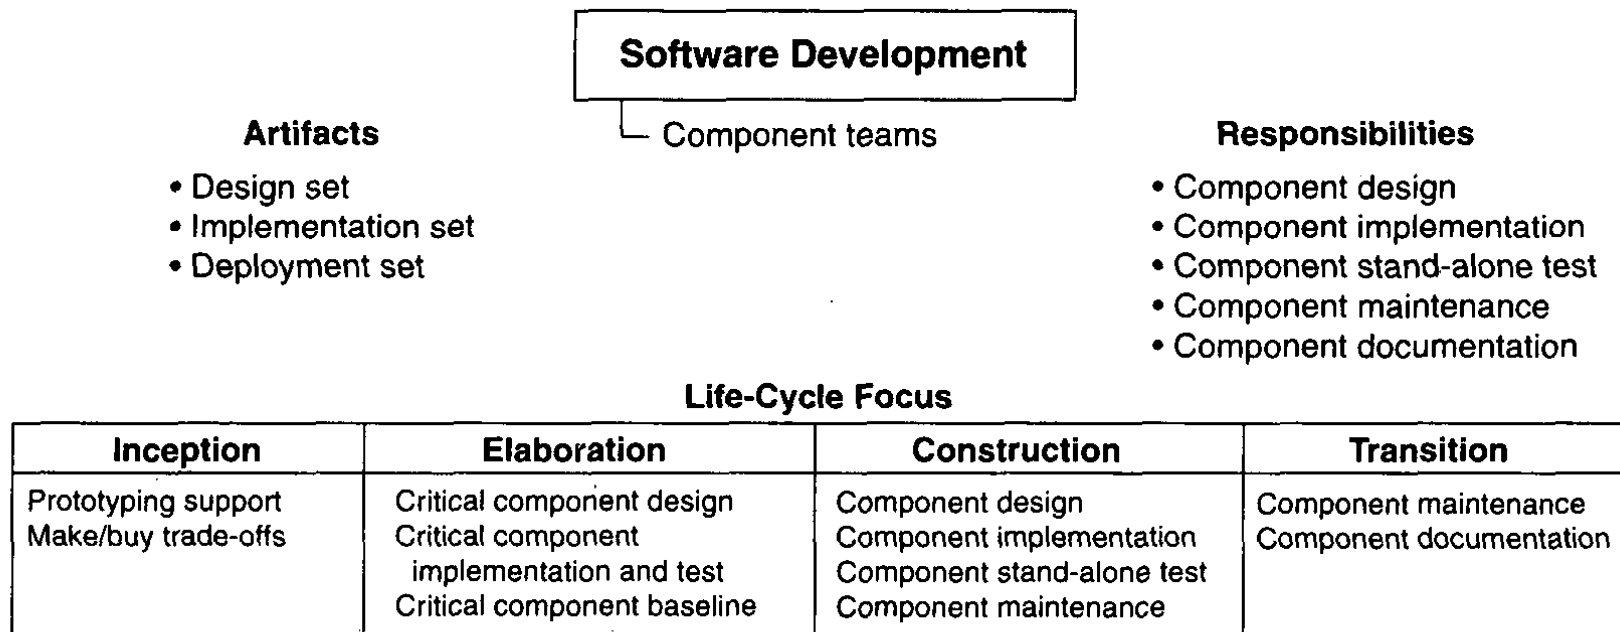 Software Development
Component teams
Artifacts
• Design set
• Implementation set
• Deployment set
Responsibilities
• Component design
• Component implementation
• Component stand-alone test
• Component maintenance
• Component documentation
Life-Cycle Focus
Inception
Prototyping support
Make/buy trade-offs
Elaboration
Critical component design
Critical component
implementation and test
Critical component baseline
Construction
Component design
Component implementation
Component stand-alone test
Component maintenance
Transition
Component maintenance
Component documentation